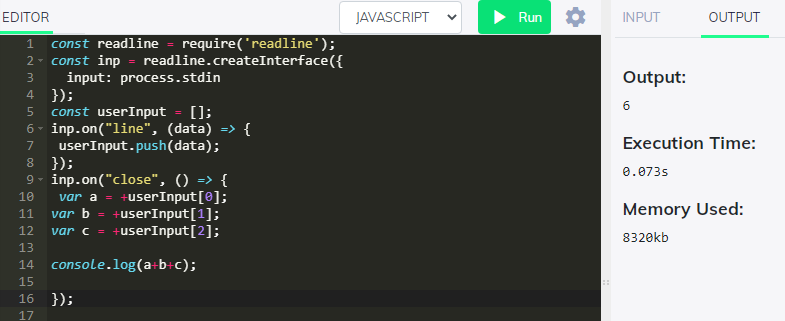 EDITOR JAVASCRIPT Run INPUT OUTPUT
1 const readline = require('readline');
2 const inp = readline.createInterface({
3   input: process.stdin
4 });
5 const userInput = [];
6 inp.on("line", (data) => {
7  userInput.push(data);
8 });
9 inp.on("close", () => {
10  var a = +userInput[0];
11 var b = +userInput[1];
12 var c = +userInput[2];
13
14 console.log(a+b+c);
15
16 });
17
Output:
6
Execution Time:
0.073s
Memory Used:
8320kb